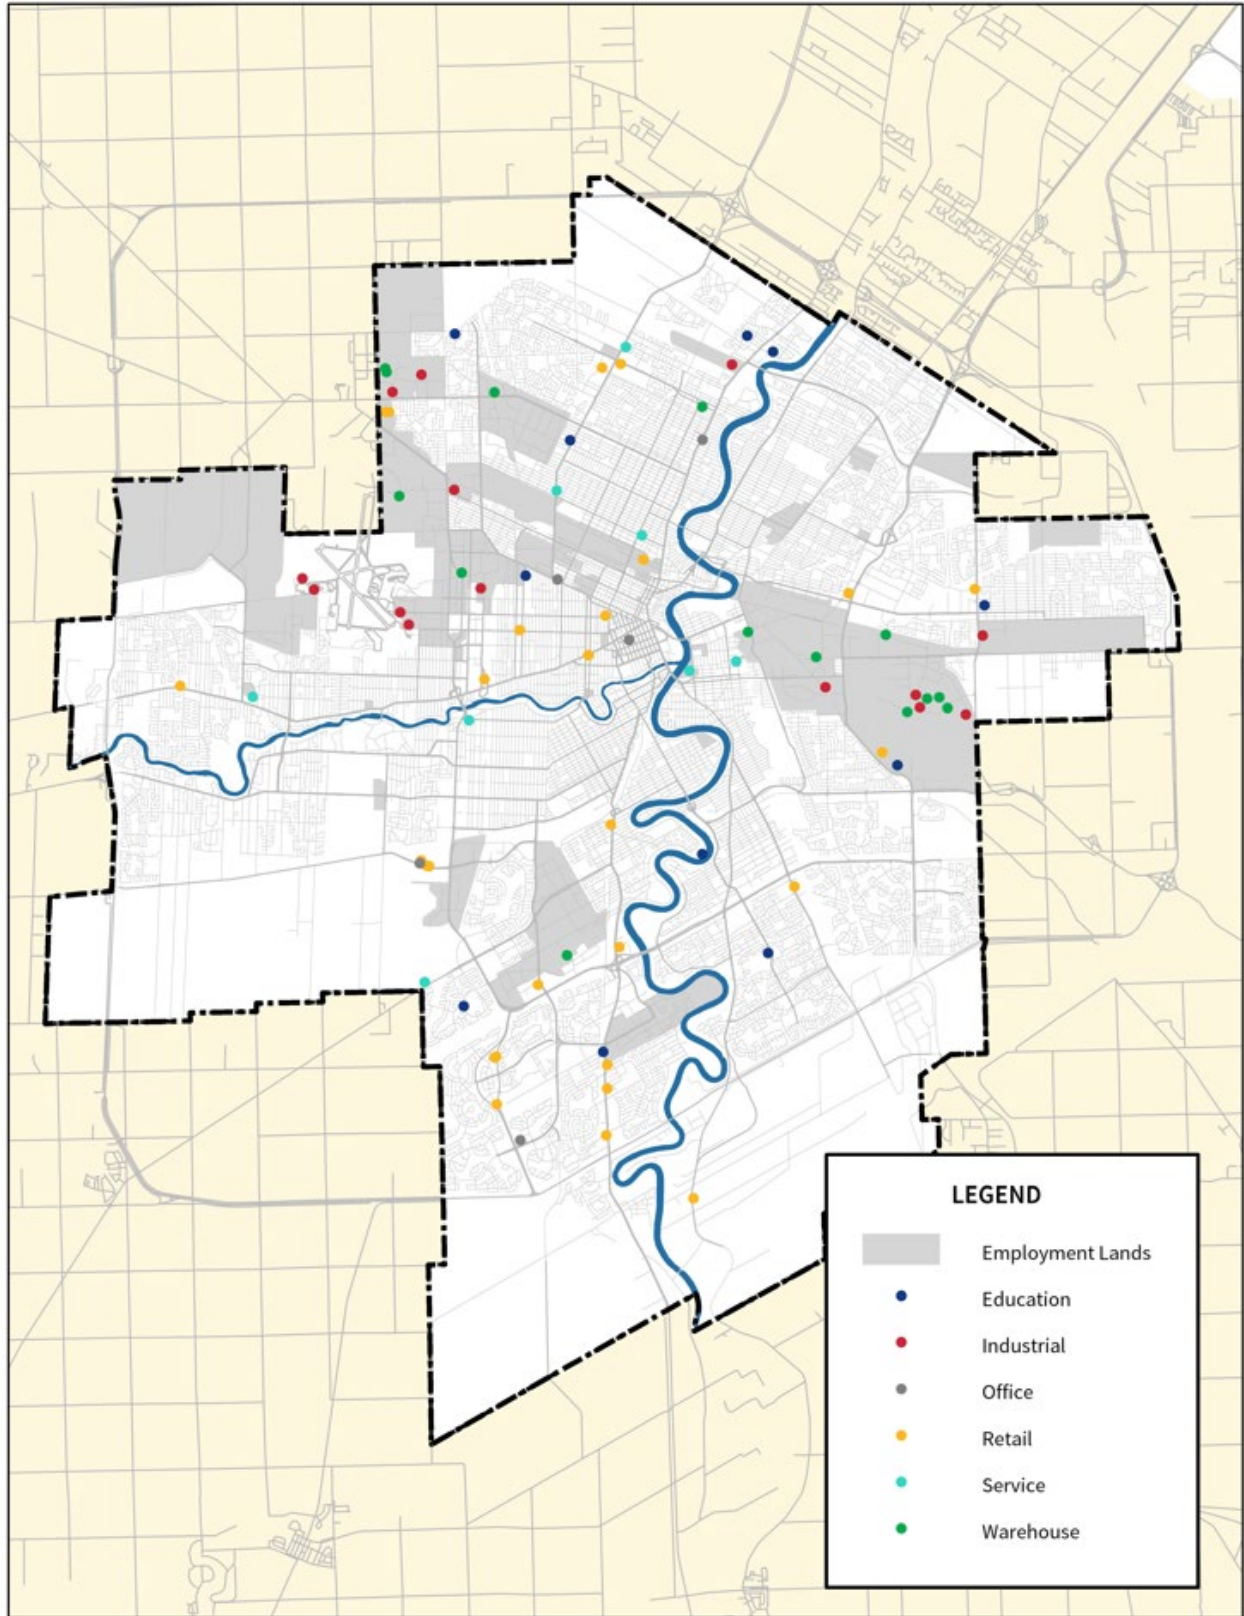 LEGEND
Employment Lands
Education
Industrial
Office
Retail
Service
Warehouse